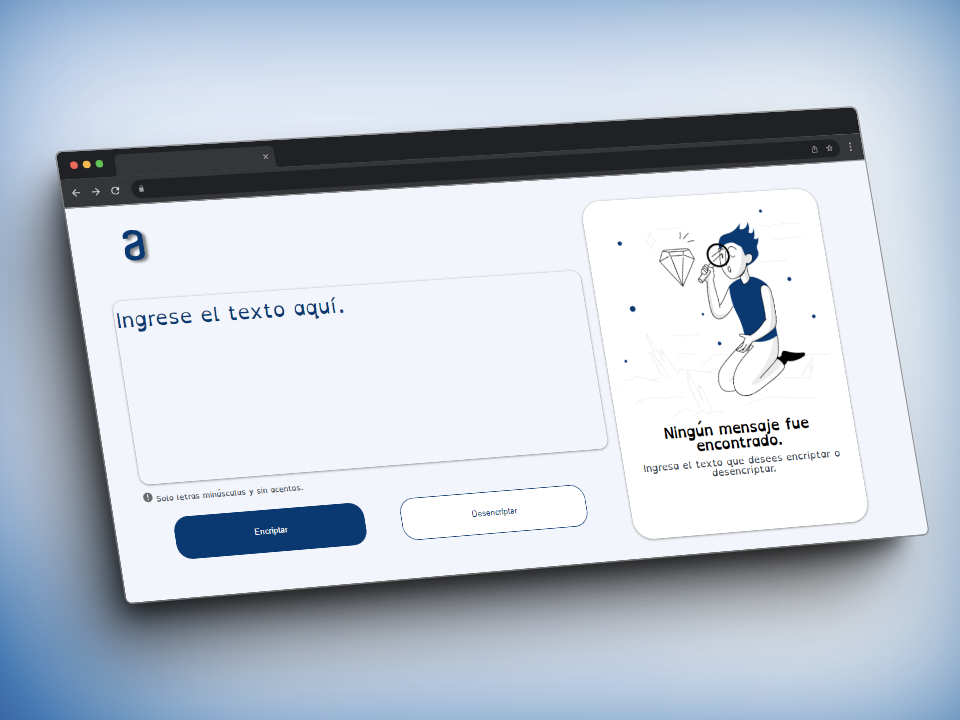 a
Ingrese el texto aquí.
Solo letras minúsculas y sin acentos.
Encriptar
Desencriptar
Ningún mensaje fue
encontrado.
Ingresa el texto que desees encriptar o
desencriptar.